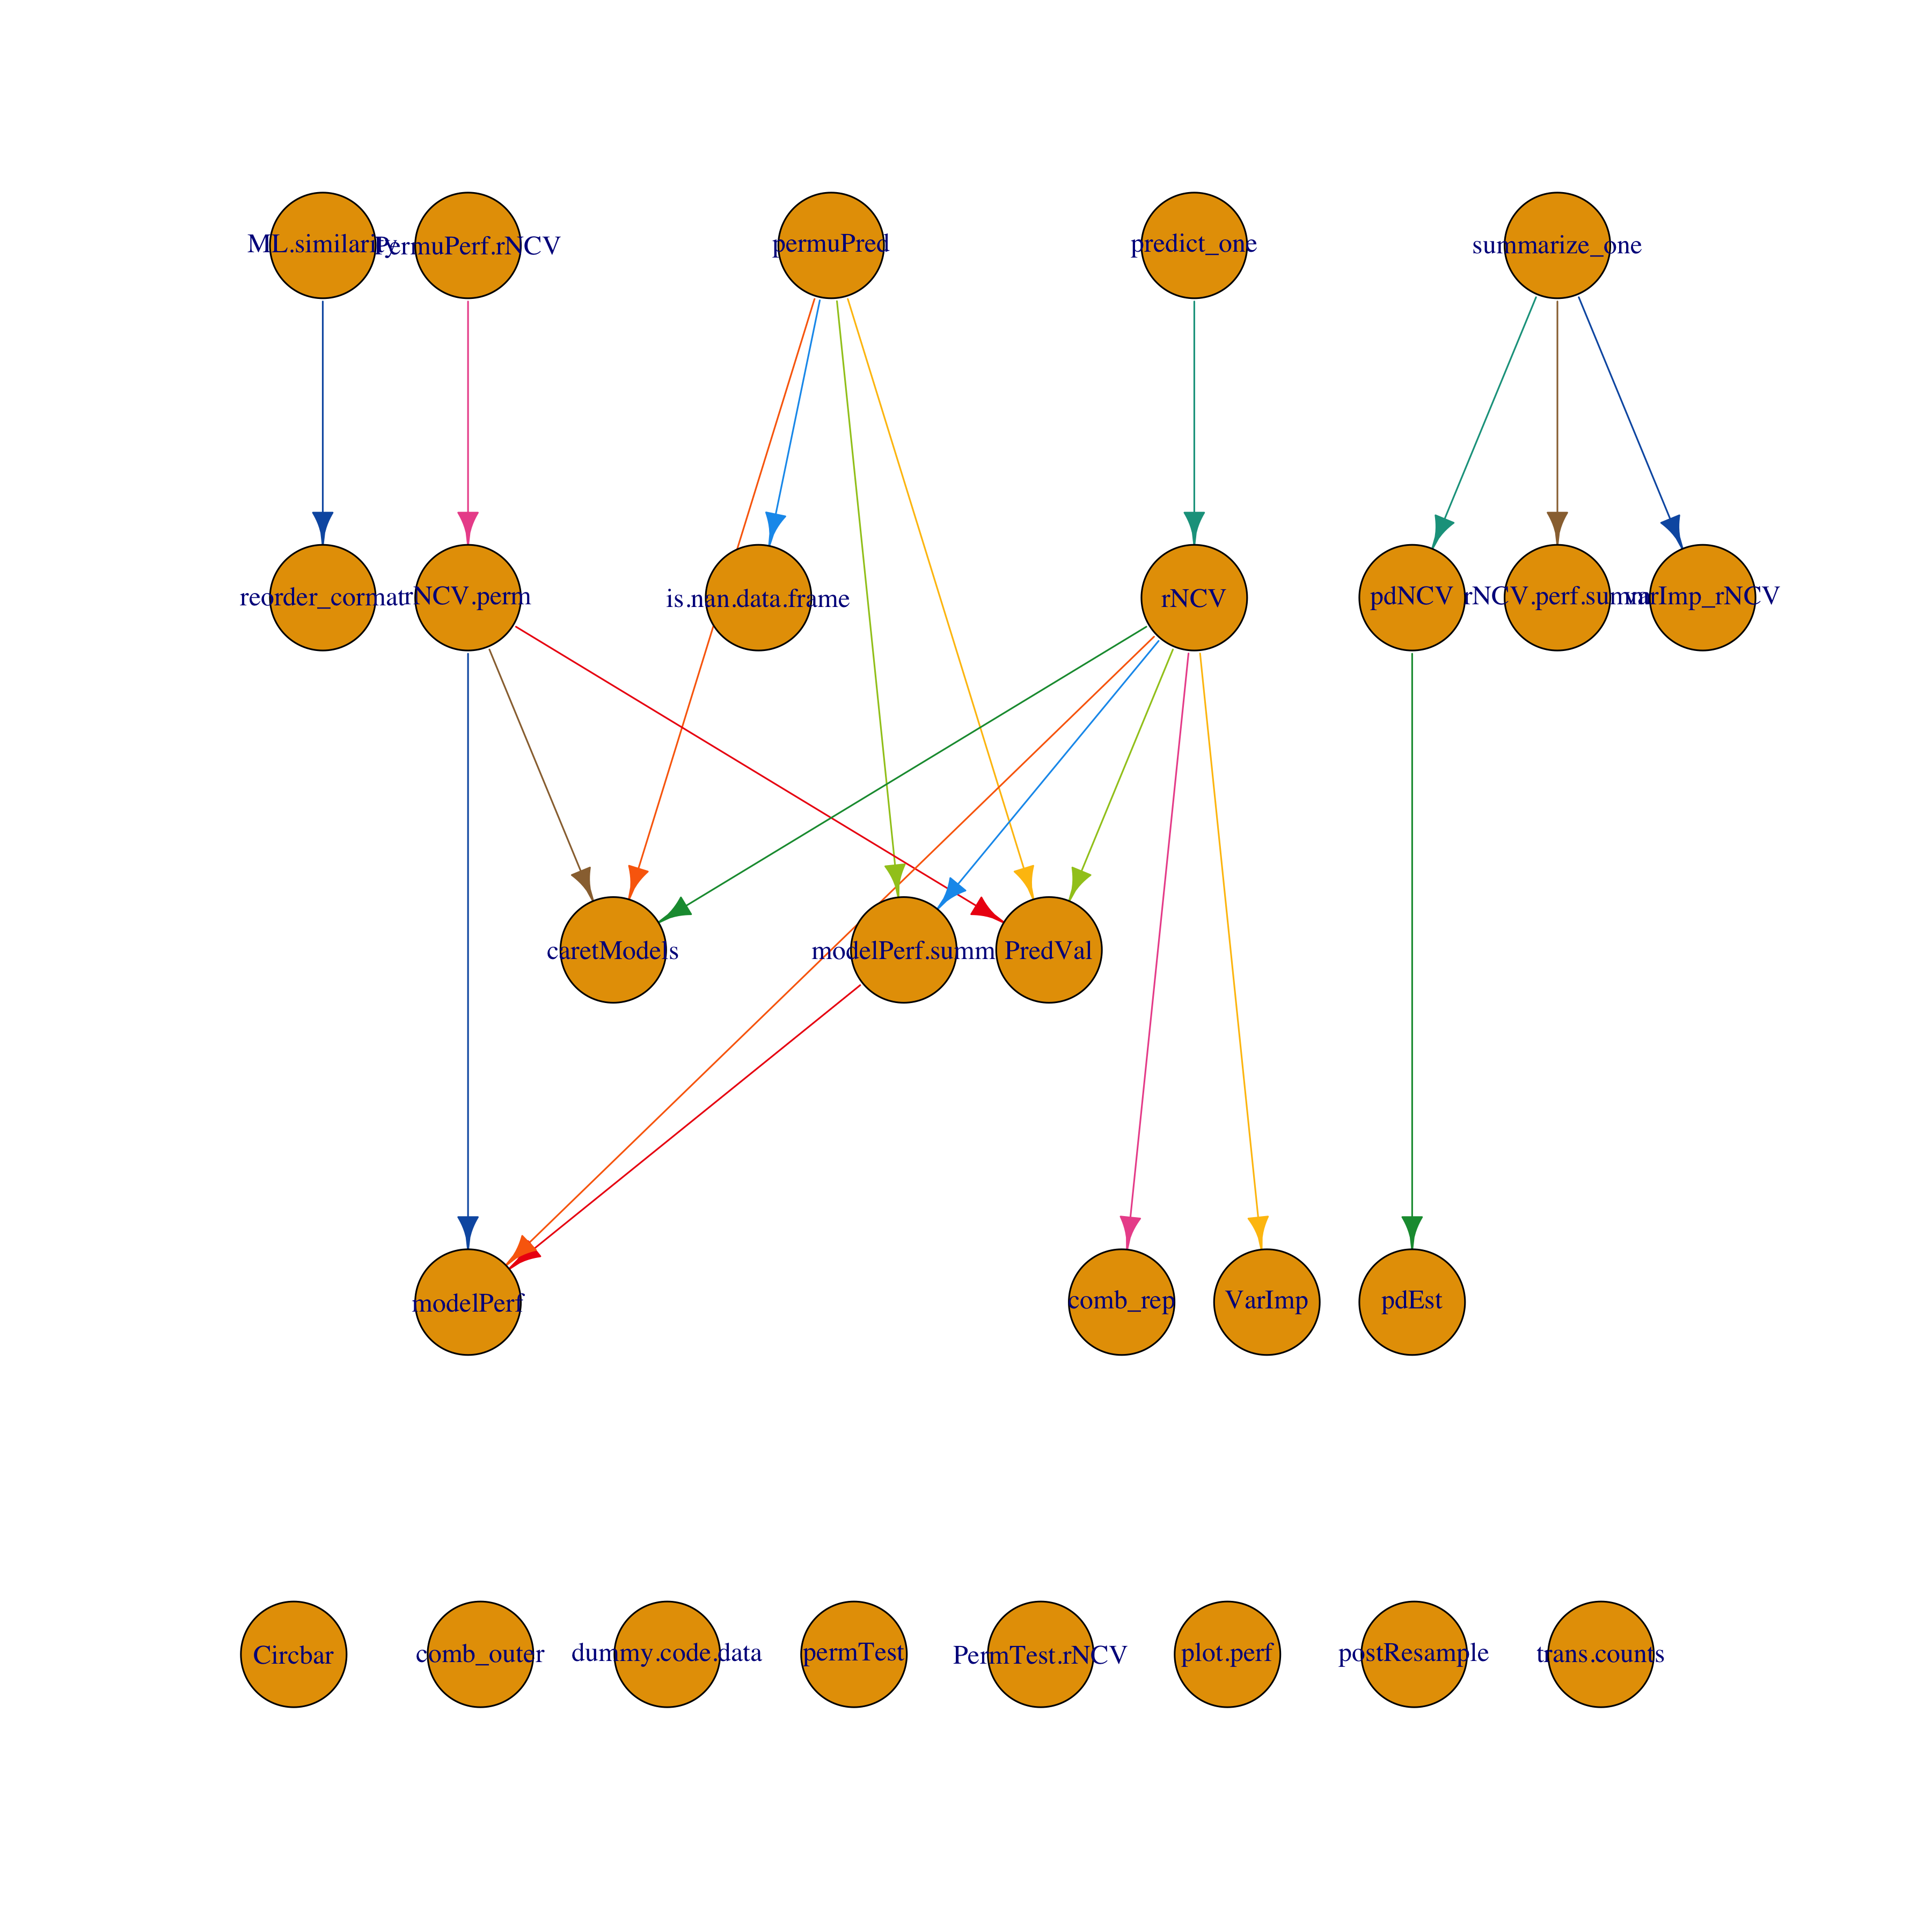 ML.similarity
PermuPerf.rNCV
permuPred
predict_one
summarize_one
reorder_cormat
rNCV.perm
is.nan.data.frame
rNCV
pdNCV
rNCV.perf.summ
varImp_rNCV
caretModels
modelPerf.summ
PredVal
modelPerf
comb_rep
VarImp
pdEst
Circbar
comb_outer
dummy.code.data
permTest
PermTest.rNCV
plot.perf
postResample
trans.counts